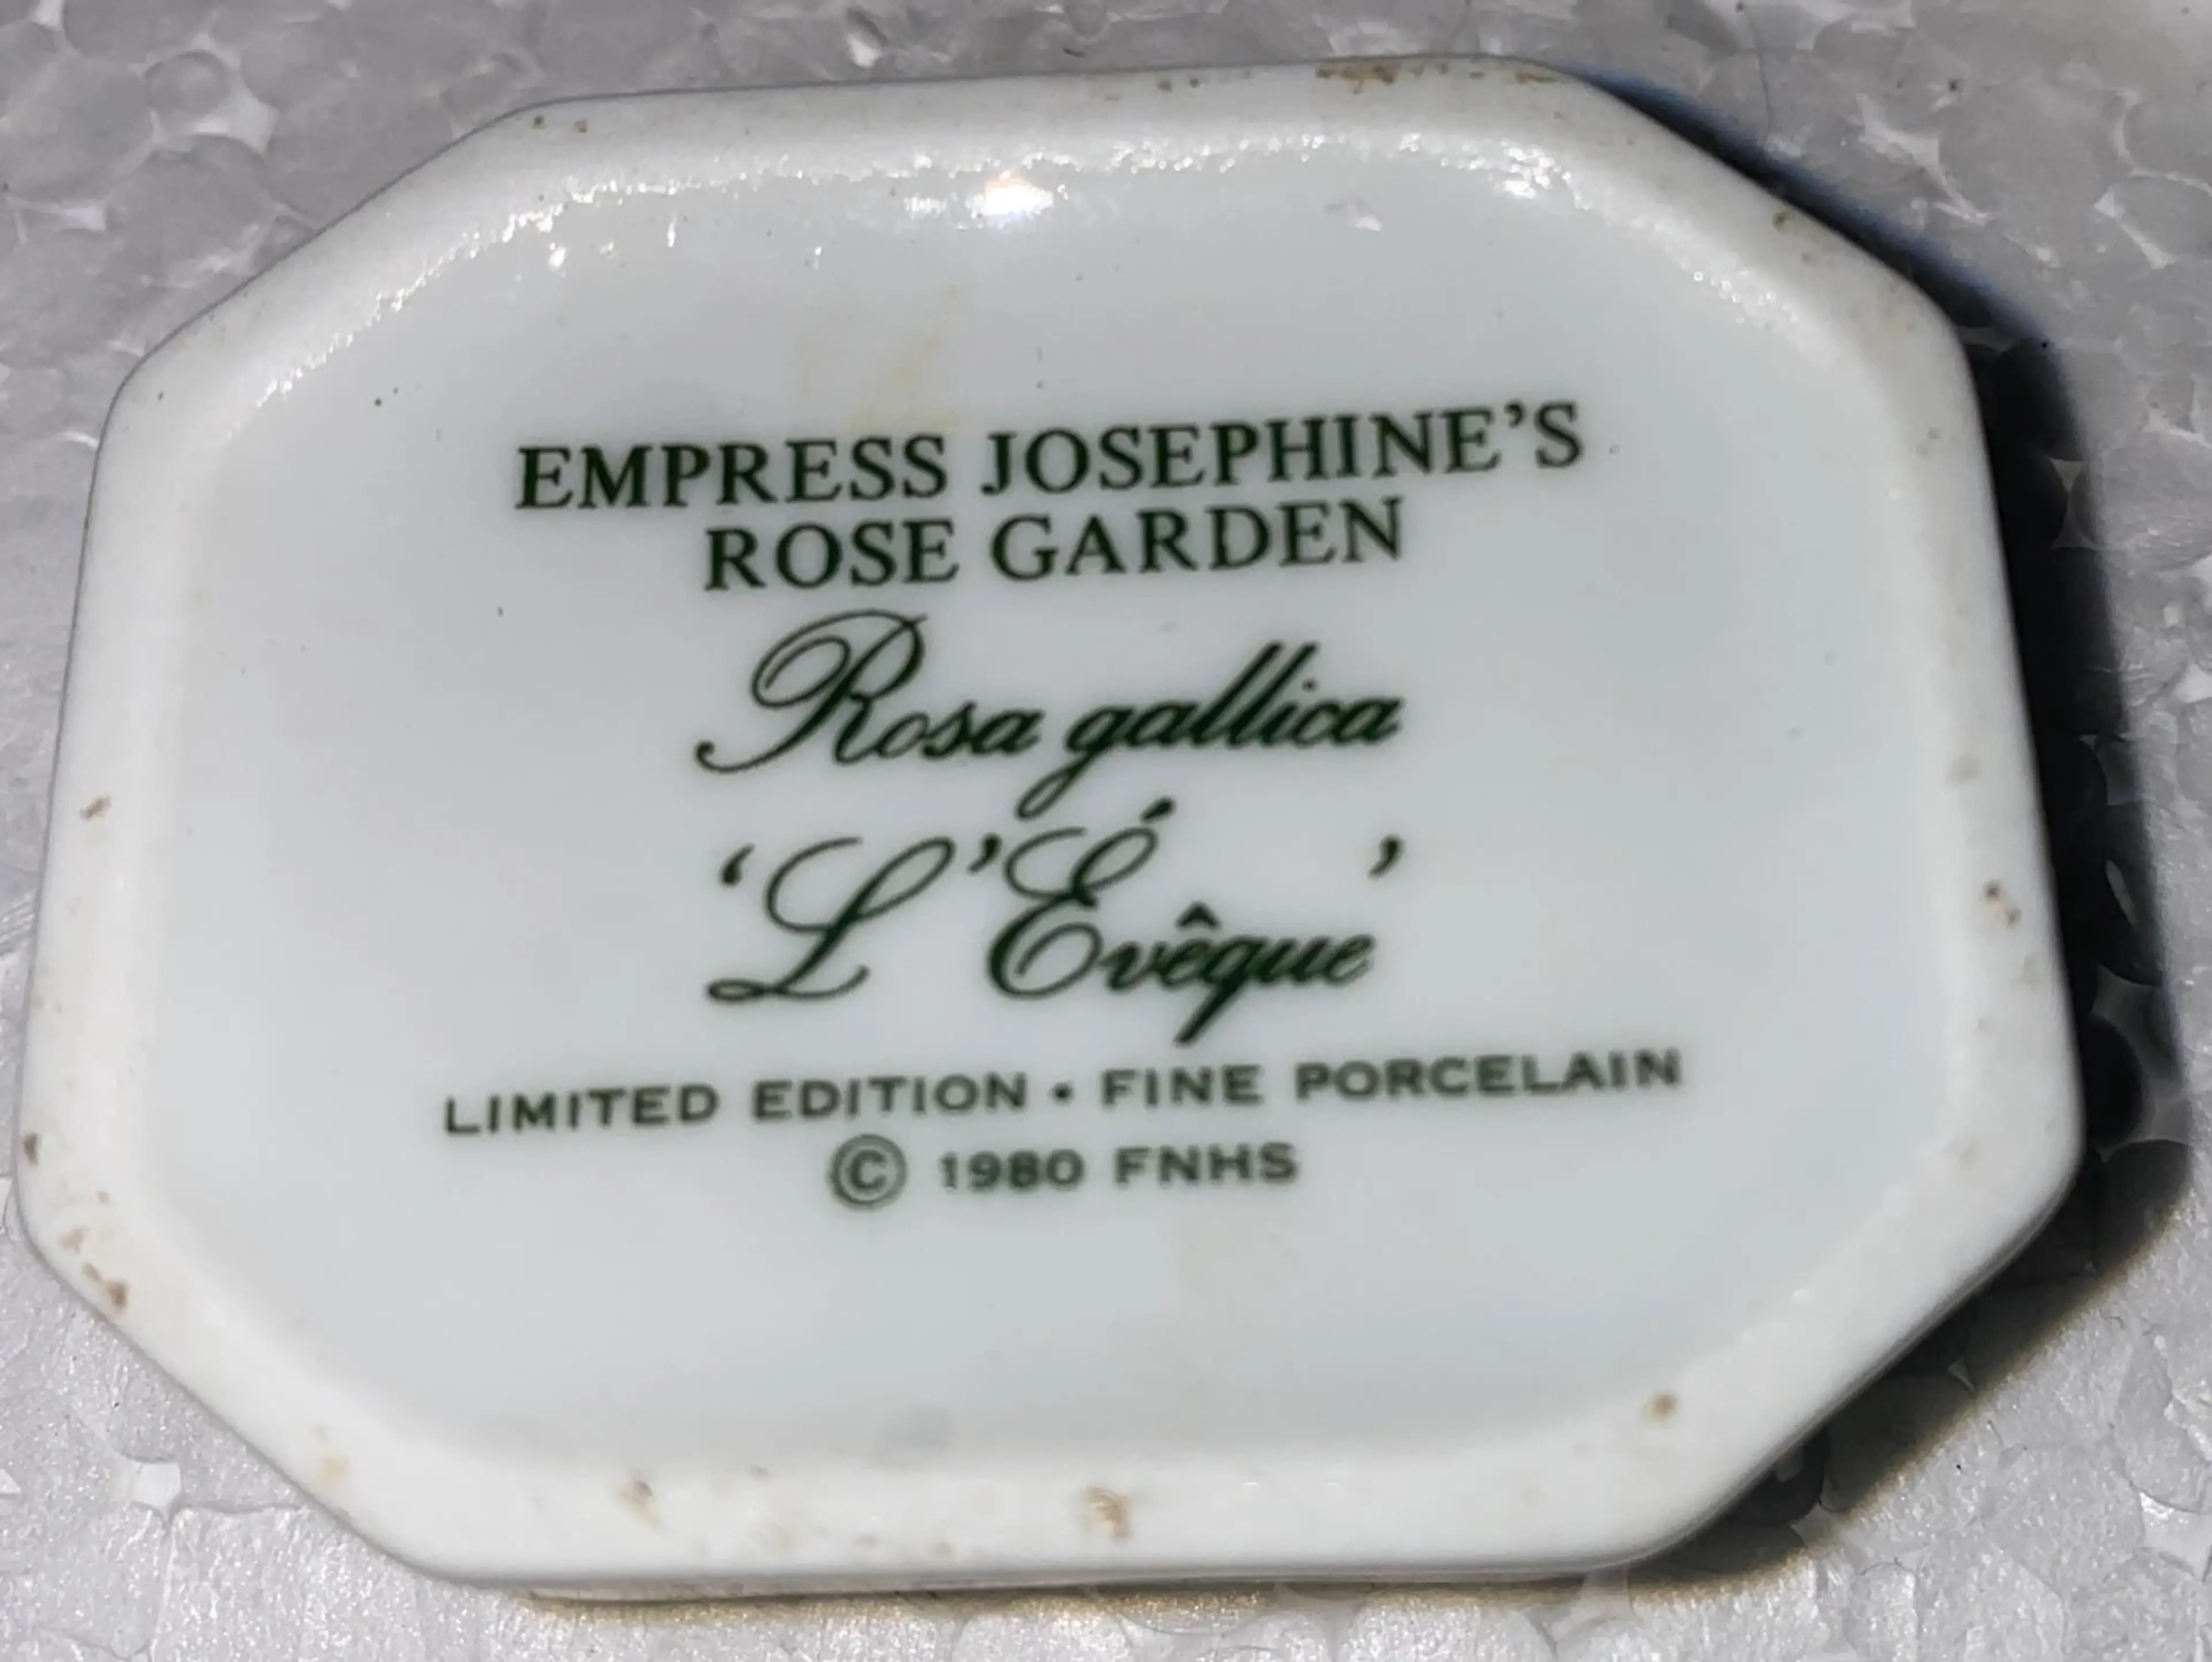 EMPRESS JOSEPHINE’S
ROSE GARDEN
Rosa gallica
‘L’Évêque’
LIMITED EDITION • FINE PORCELAIN
© 1980 FNHS